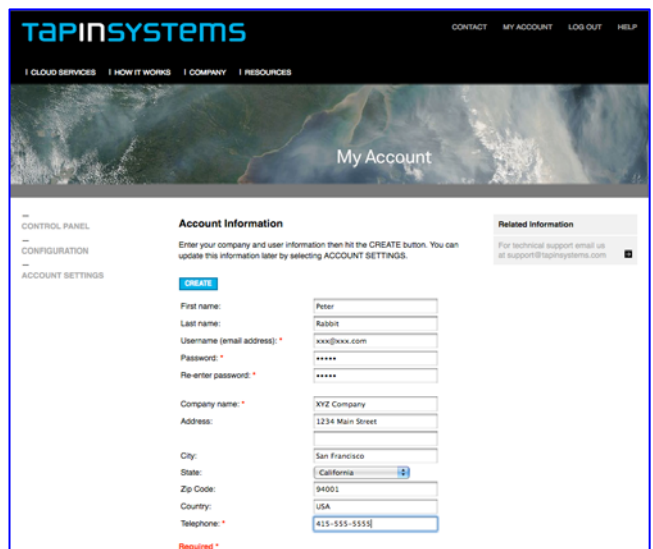 TAPINSYSTEMS
CONTACT MY ACCOUNT LOG OUT HELP
| CLOUD SERVICES | HOW IT WORKS | COMPANY | RESOURCES
My Account
CONTROL PANEL
CONFIGURATION
ACCOUNT SETTINGS
Account Information
Enter your company and user information then hit the CREATE button. You can
update this information later by selecting ACCOUNT SETTINGS.
CREATE
First name: Peter
Last name: Rabbit
Username (email address): * xxx@xxx.com
Password: * •••••
Re-enter password: * •••••
Company name: * XYZ Company
Address: 1234 Main Street
City: San Francisco
State: California
Zip Code: 94001
Country: USA
Telephone: * 415-555-5555
Required *
Related Information
For technical support email us
at support@tapinsystems.com